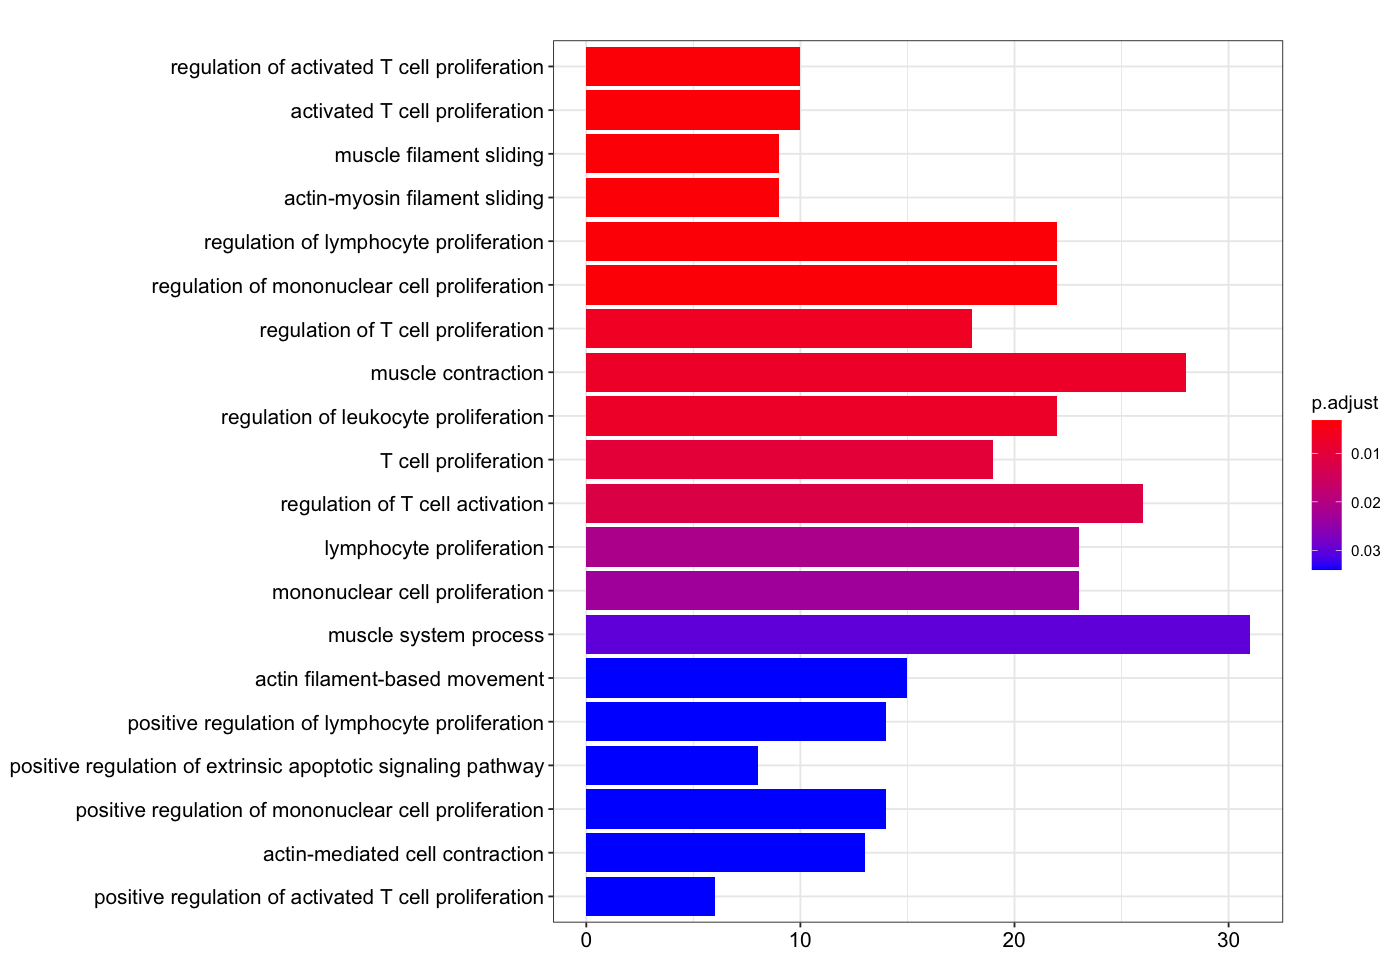 regulation of activated T cell proliferation
activated T cell proliferation
muscle filament sliding
actin-myosin filament sliding
regulation of lymphocyte proliferation
regulation of mononuclear cell proliferation
regulation of T cell proliferation
muscle contraction
regulation of leukocyte proliferation
T cell proliferation
regulation of T cell activation
lymphocyte proliferation
mononuclear cell proliferation
muscle system process
actin filament-based movement
positive regulation of lymphocyte proliferation
positive regulation of extrinsic apoptotic signaling pathway
positive regulation of mononuclear cell proliferation
actin-mediated cell contraction
positive regulation of activated T cell proliferation
0 10 20 30
p.adjust
0.01
0.02
0.03